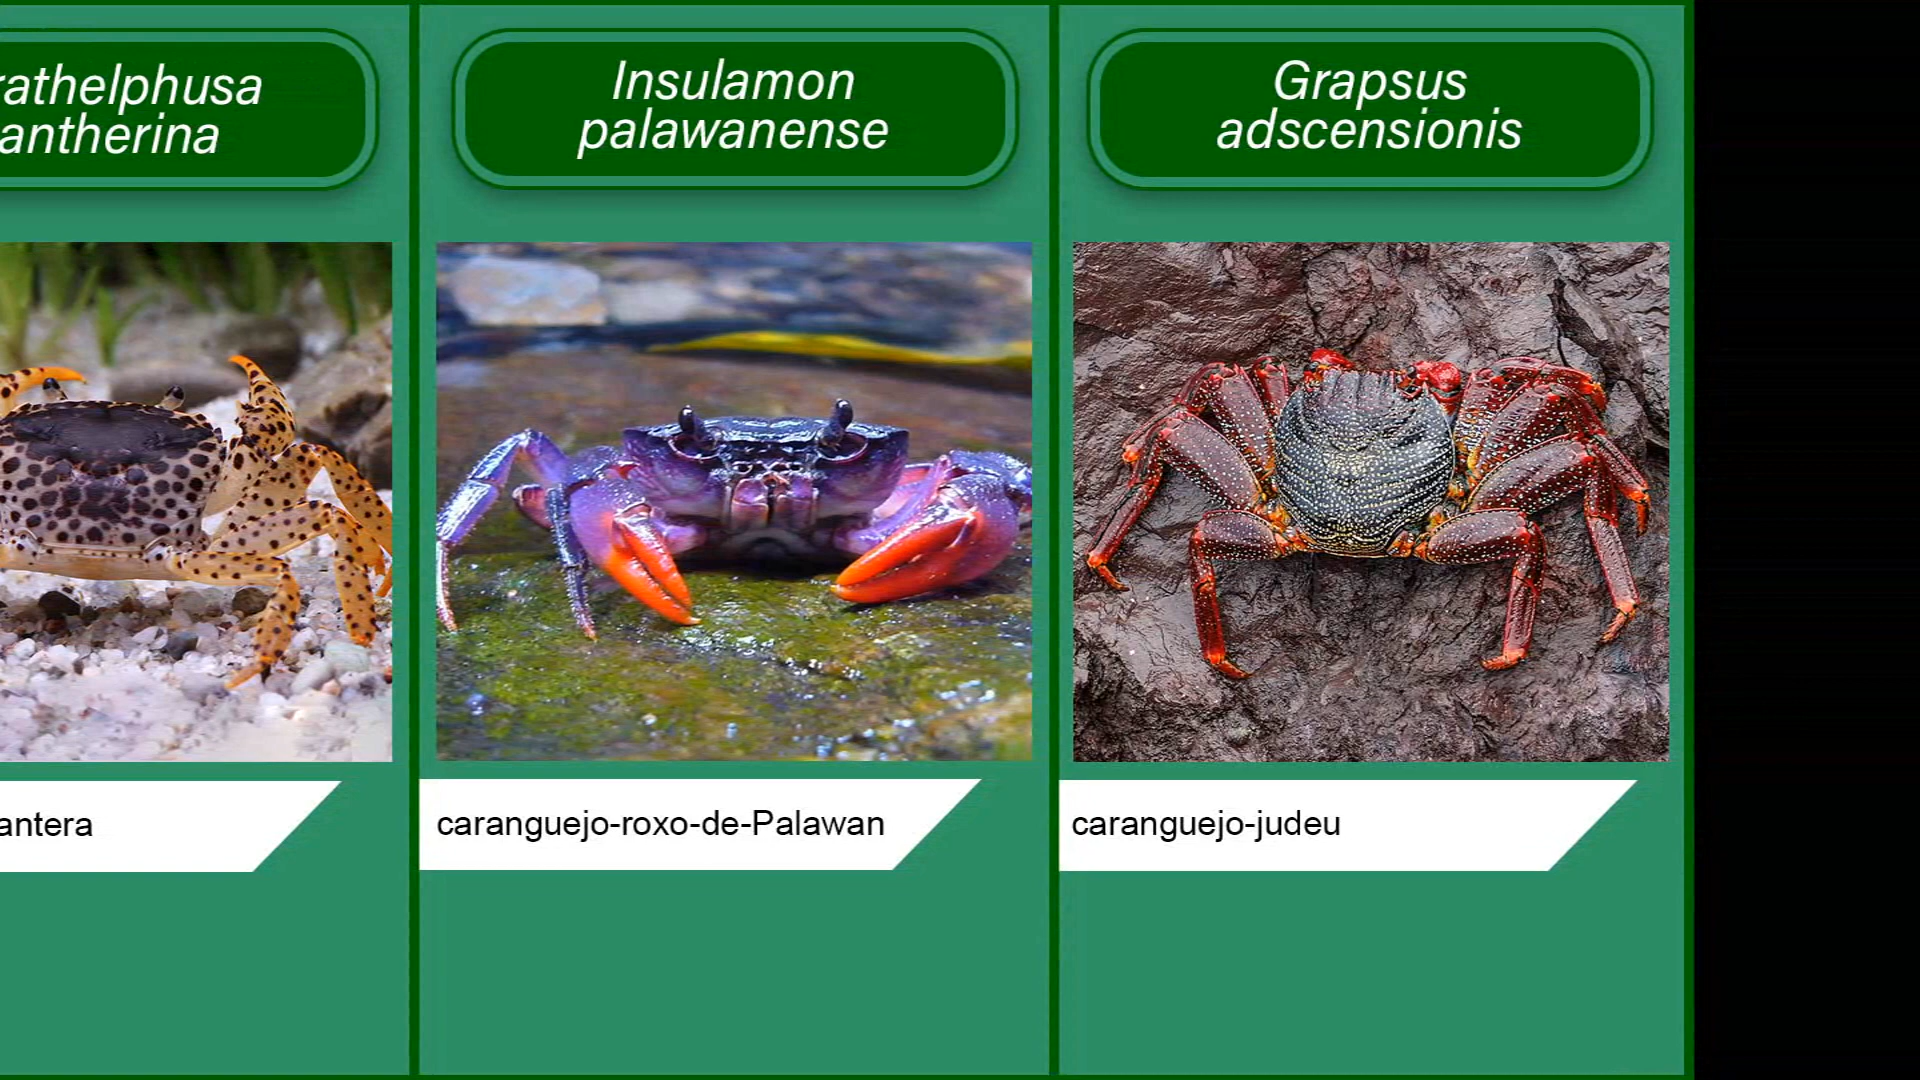 rathelphusa
antherina
Insulamon
palawanense
Grapsus
adscensionis
antera
caranguejo-roxo-de-Palawan
caranguejo-judeu